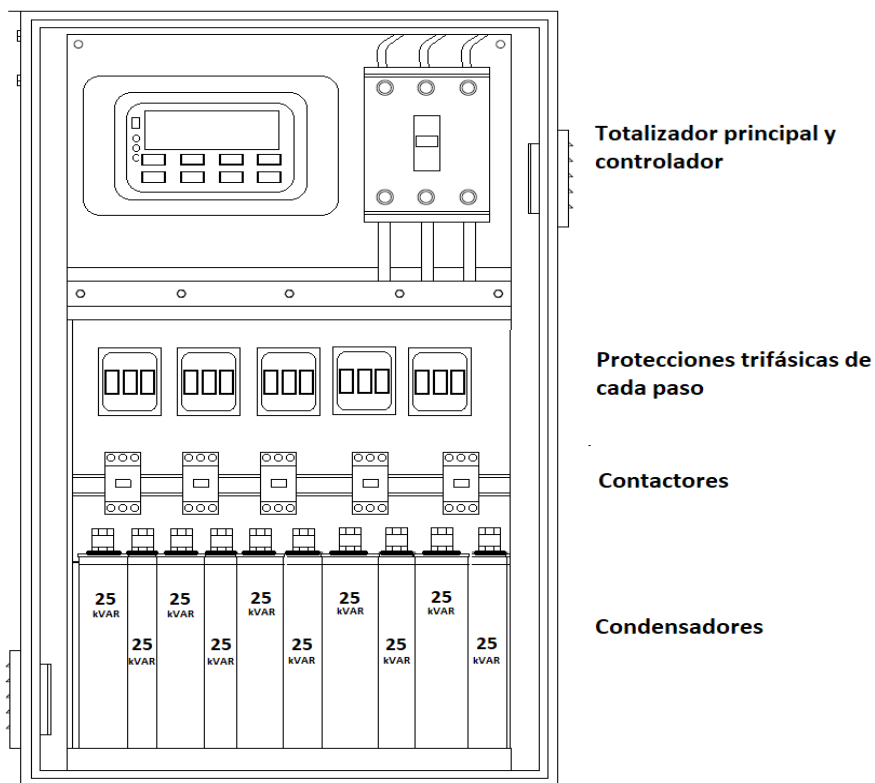 Totalizador principal y
controlador
Protecciones trifásicas de
cada paso
Contactores
25
kVAR
25
kVAR
25
kVAR
25
kVAR
25
kVAR
25
kVAR
25
kVAR
25
kVAR
25
kVAR
25
kVAR
Condensadores